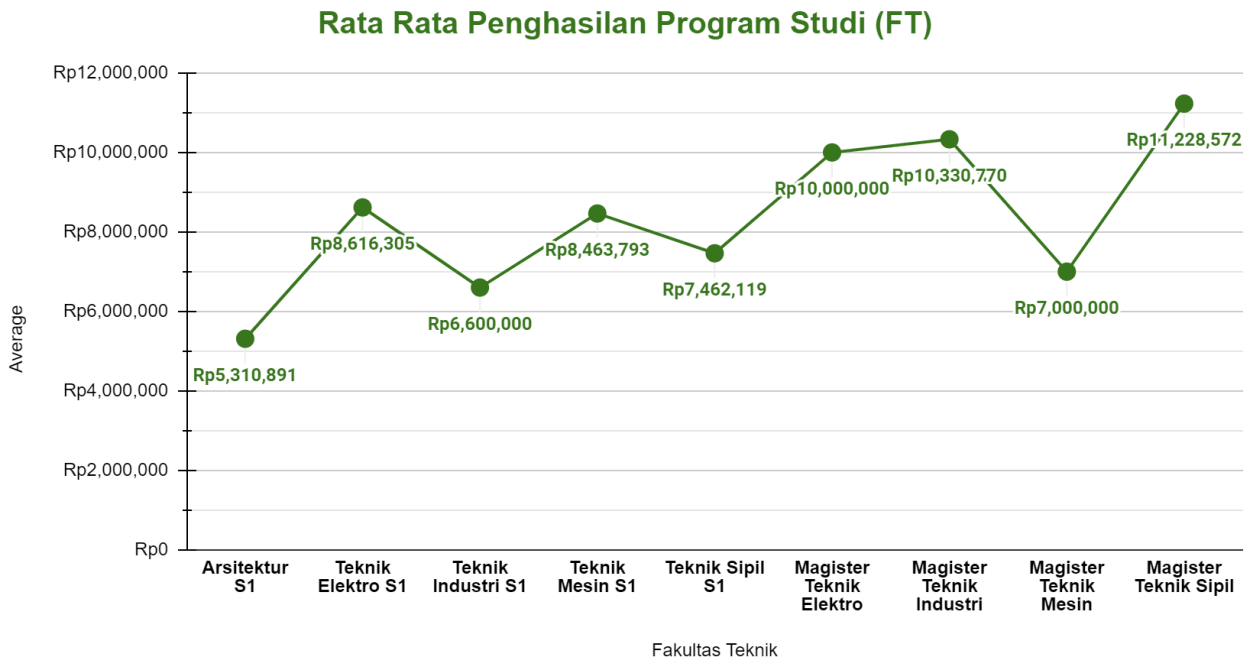 Rata Rata Penghasilan Program Studi (FT)
Rp12,000,000
Rp10,000,000
Rp8,000,000
Rp6,000,000
Rp4,000,000
Rp2,000,000
Rp0
Average
Rp5,310,891
Rp8,616,305
Rp6,600,000
Rp8,463,793
Rp7,462,119
Rp10,000,000
Rp10,330,770
Rp7,000,000
Rp11,228,572
Arsitektur
S1
Teknik
Elektro S1
Teknik
Industri S1
Teknik
Mesin S1
Teknik Sipil
S1
Magister
Teknik
Elektro
Magister
Teknik
Industri
Magister
Teknik
Mesin
Magister
Teknik Sipil
Fakultas Teknik